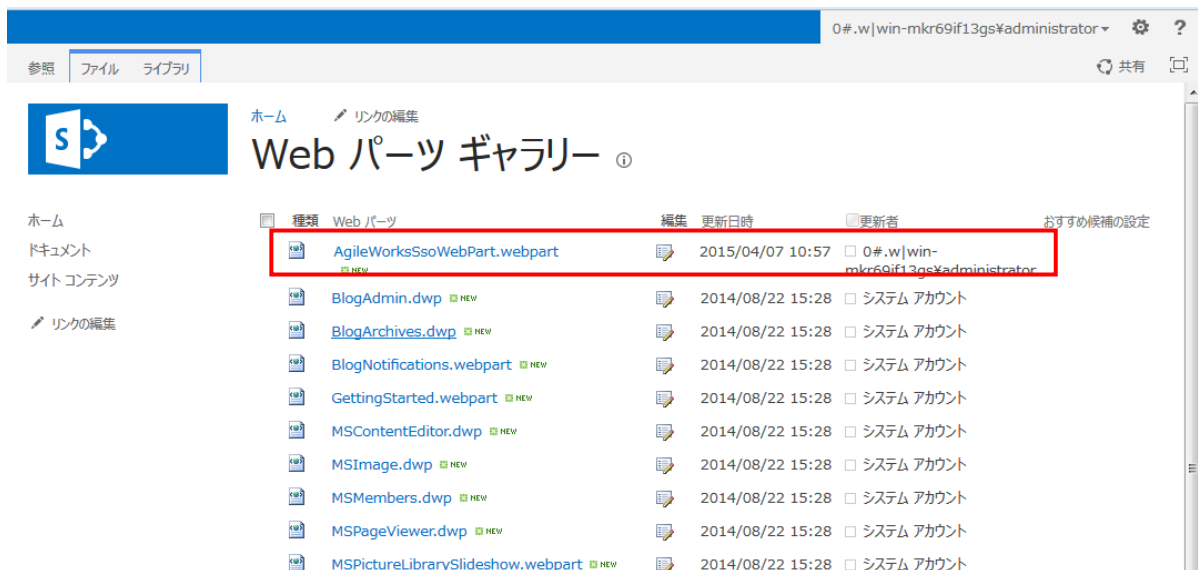 0#.w|win-mkr69if13gs¥administrator ?
参照 ファイル ライブラリ 共有
S
ホーム リンクの編集
Web パーツ ギャラリー
ホーム
ドキュメント
サイト コンテンツ
リンクの編集
種類 Web パーツ 編集 更新日時 更新者 おすすめ候補の設定
AgileWorksSsoWebPart.webpart 2015/04/07 10:57 0#.w|win-
NEW mkr69if13gs¥administrator
BlogAdmin.dwp NEW 2014/08/22 15:28 システム アカウント
BlogArchives.dwp NEW 2014/08/22 15:28 システム アカウント
BlogNotifications.webpart NEW 2014/08/22 15:28 システム アカウント
GettingStarted.webpart NEW 2014/08/22 15:28 システム アカウント
MSContentEditor.dwp NEW 2014/08/22 15:28 システム アカウント
MSImage.dwp NEW 2014/08/22 15:28 システム アカウント
MSMembers.dwp NEW 2014/08/22 15:28 システム アカウント
MSPageViewer.dwp NEW 2014/08/22 15:28 システム アカウント
MSPictureLibrarySlideshow.webpart NEW 2014/08/22 15:28 システム アカウント